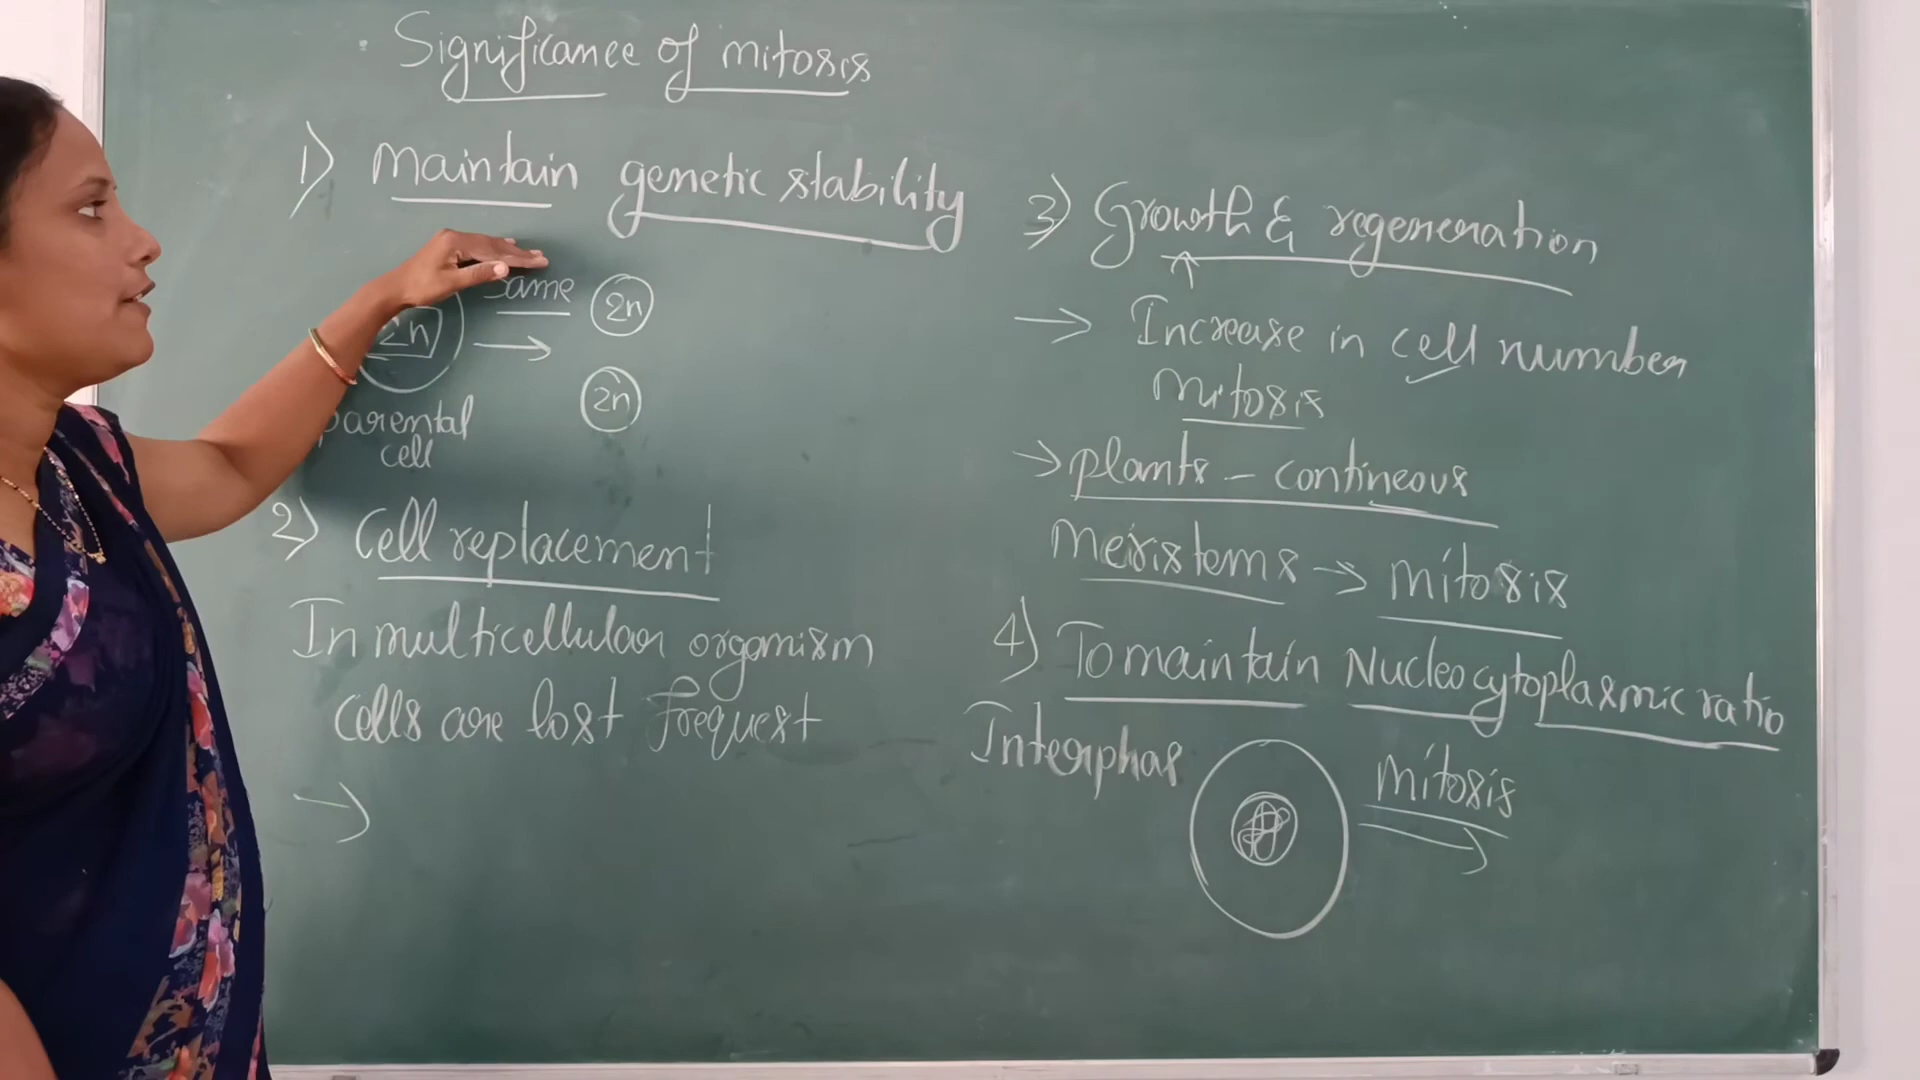 Significance of mitosis
1) Maintain genetic stability
Same
2n → 2n
2n
parental
cell
2) Cell replacement
In multicellular organism
cells are lost frequest
→
3) Growth & regeneration
→ Increase in cell number
mitosis
→ plants - contineous
Meristems → mitosis
4) To maintain Nucleocytoplasmic ratio
Interphas
mitosis